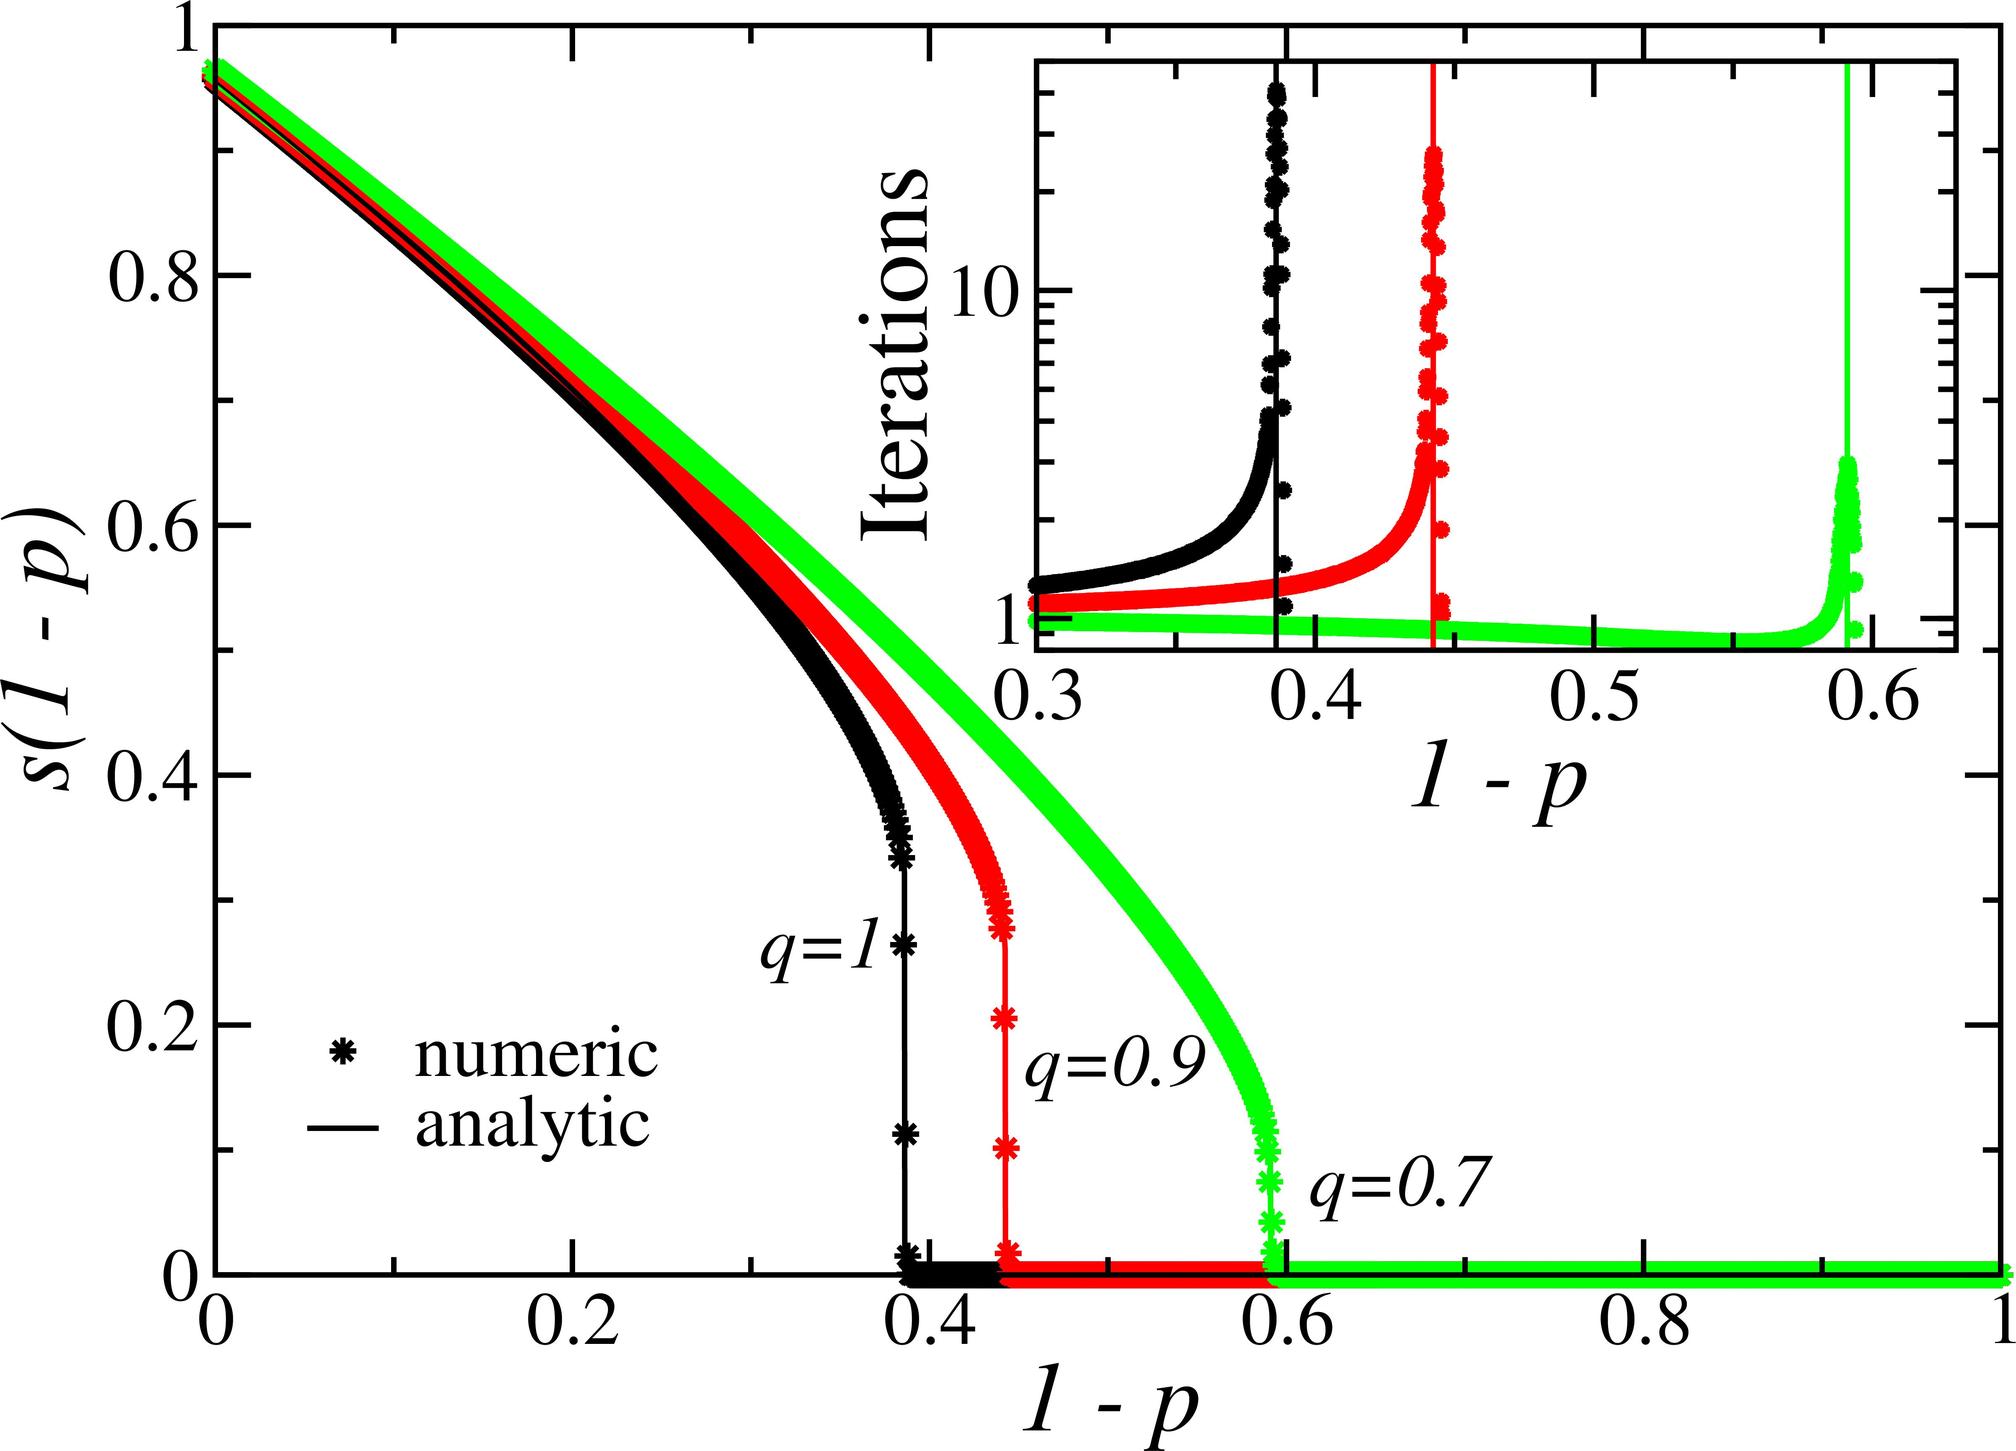 1
0.8
0.6
0.4
0.2
0
s(1 - p)
0 0.2 0.4 0.6 0.8 1
1 - p
q=1
q=0.9
q=0.7
numeric
analytic
Iterations
10
1
0.3 0.4 0.5 0.6
1 - p